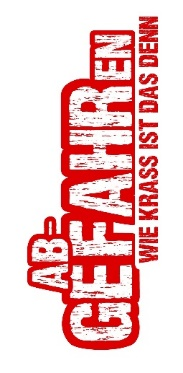 AB-
GEFAHREN
WIE KRASS IST DAS DENN